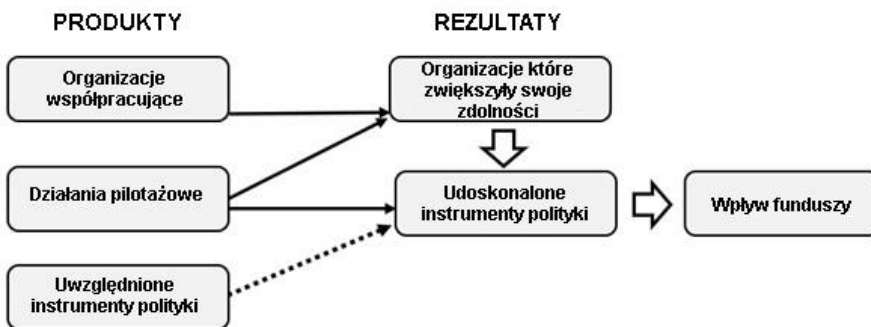 PRODUKTY
REZULTATY
Organizacje
współpracujące
Organizacje które
zwiększyły swoje
zdolności
Działania pilotażowe
Udoskonalone
instrumenty polityki
Wpływ funduszy
Uwzględnione
instrumenty polityki